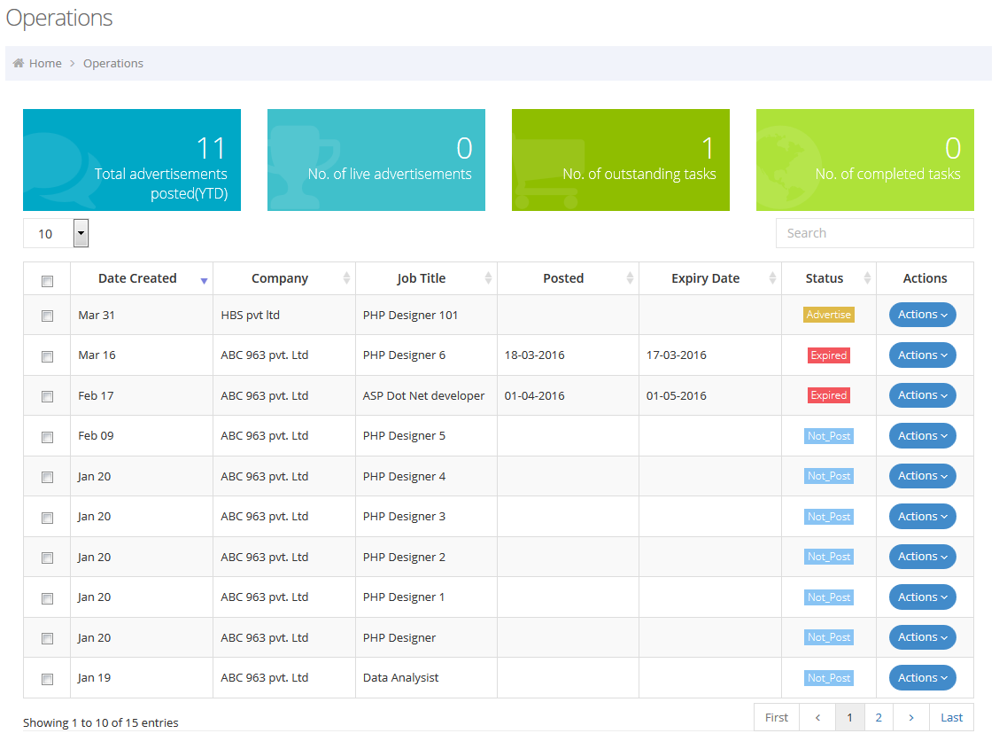 Operations
Home > Operations
11
Total advertisements
posted(YTD)
0
No. of live advertisements
1
No. of outstanding tasks
0
No. of completed tasks
10
Search
Date Created Company Job Title Posted Expiry Date Status Actions
Mar 31 HBS pvt ltd PHP Designer 101 Advertise Actions
Mar 16 ABC 963 pvt. Ltd PHP Designer 6 18-03-2016 17-03-2016 Expired Actions
Feb 17 ABC 963 pvt. Ltd ASP Dot Net developer 01-04-2016 01-05-2016 Expired Actions
Feb 09 ABC 963 pvt. Ltd PHP Designer 5 Not_Post Actions
Jan 20 ABC 963 pvt. Ltd PHP Designer 4 Not_Post Actions
Jan 20 ABC 963 pvt. Ltd PHP Designer 3 Not_Post Actions
Jan 20 ABC 963 pvt. Ltd PHP Designer 2 Not_Post Actions
Jan 20 ABC 963 pvt. Ltd PHP Designer 1 Not_Post Actions
Jan 20 ABC 963 pvt. Ltd PHP Designer Not_Post Actions
Jan 19 ABC 963 pvt. Ltd Data Analysist Not_Post Actions
Showing 1 to 10 of 15 entries
First < 1 2 > Last